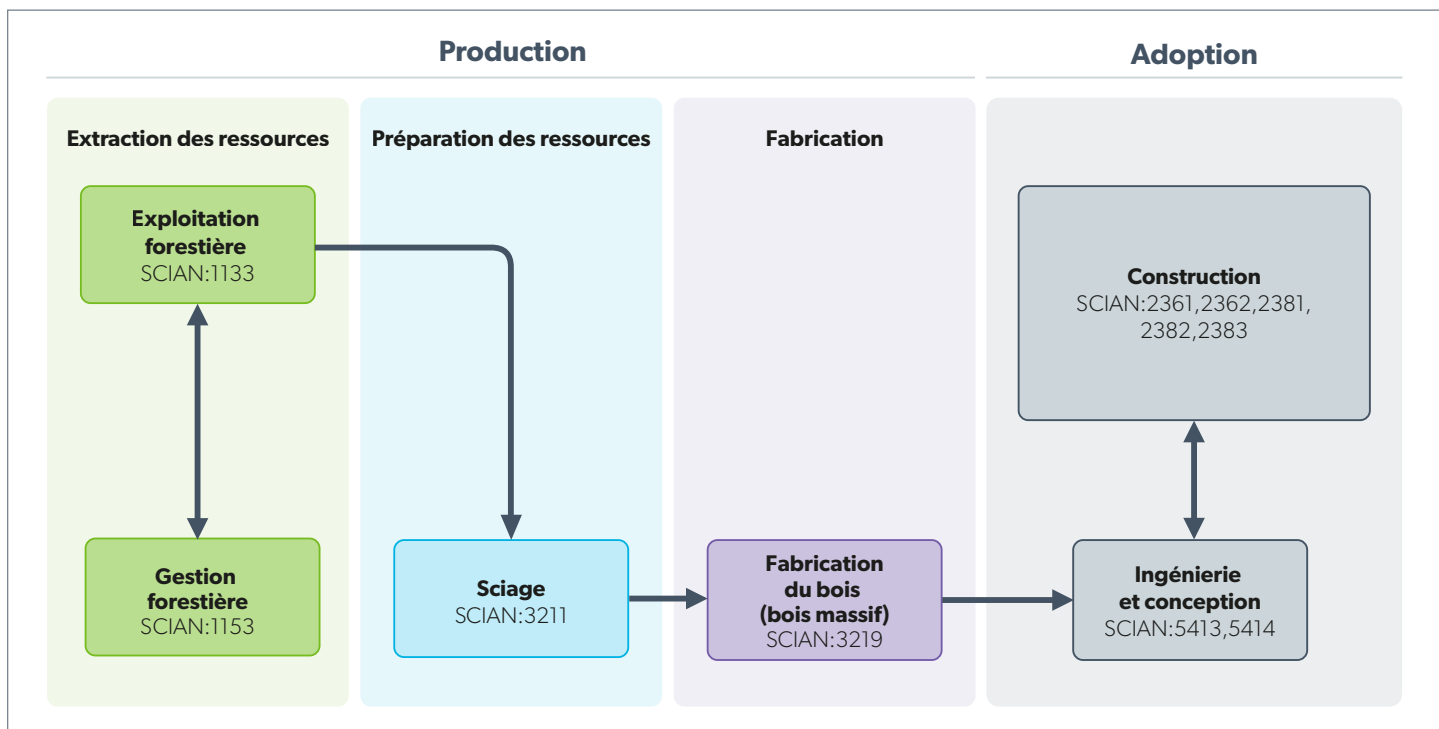 Production
Adoption
Extraction des ressources
Préparation des ressources
Fabrication
Exploitation
forestière
SCIAN:1133
Construction
SCIAN:2361,2362,2381,
2382,2383
Gestion
forestière
SCIAN:1153
Sciage
SCIAN:3211
Fabrication
du bois
(bois massif)
SCIAN:3219
Ingénierie
et conception
SCIAN:5413,5414